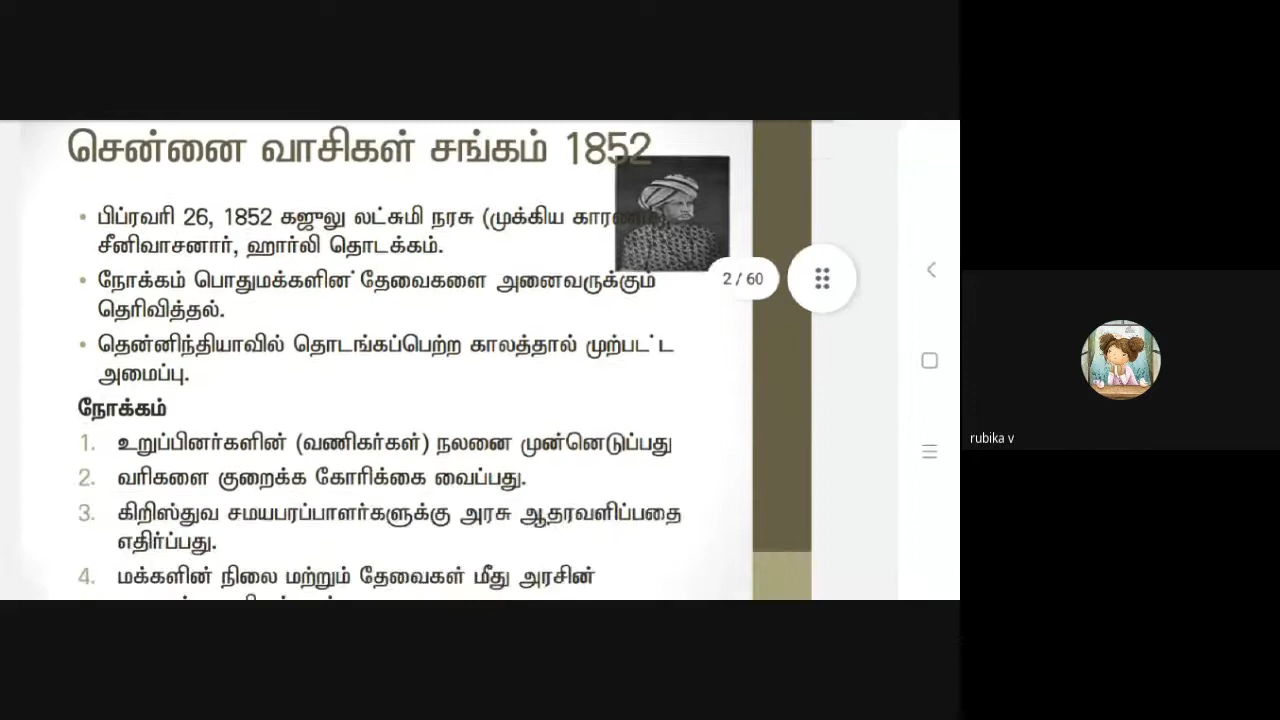 சென்னை வாசிகள் சங்கம் 1852
• பிப்ரவரி 26, 1852 கஜுலு லட்சுமி நரசு (முக்கிய
சீனிவாசனார், ஹார்லி தொடக்கம்.
• நோக்கம் பொதுமக்களின் தேவைகளை அனைவருக்கும்
தெரிவித்தல்.
• தென்னிந்தியாவில் தொடங்கப்பெற்ற காலத்தால் முற்பட்ட
அமைப்பு.
நோக்கம்
1. உறுப்பினர்களின் (வணிகர்கள்) நலனை முன்னெடுப்பது
2. வரிகளை குறைக்க கோரிக்கை வைப்பது.
3. கிறிஸ்துவ சமயபரப்பாளர்களுக்கு அரசு ஆதரவளிப்பதை
எதிர்ப்பது.
4. மக்களின் நிலை மற்றும் தேவைகள் மீது அரசின்
2 / 60
rubika v